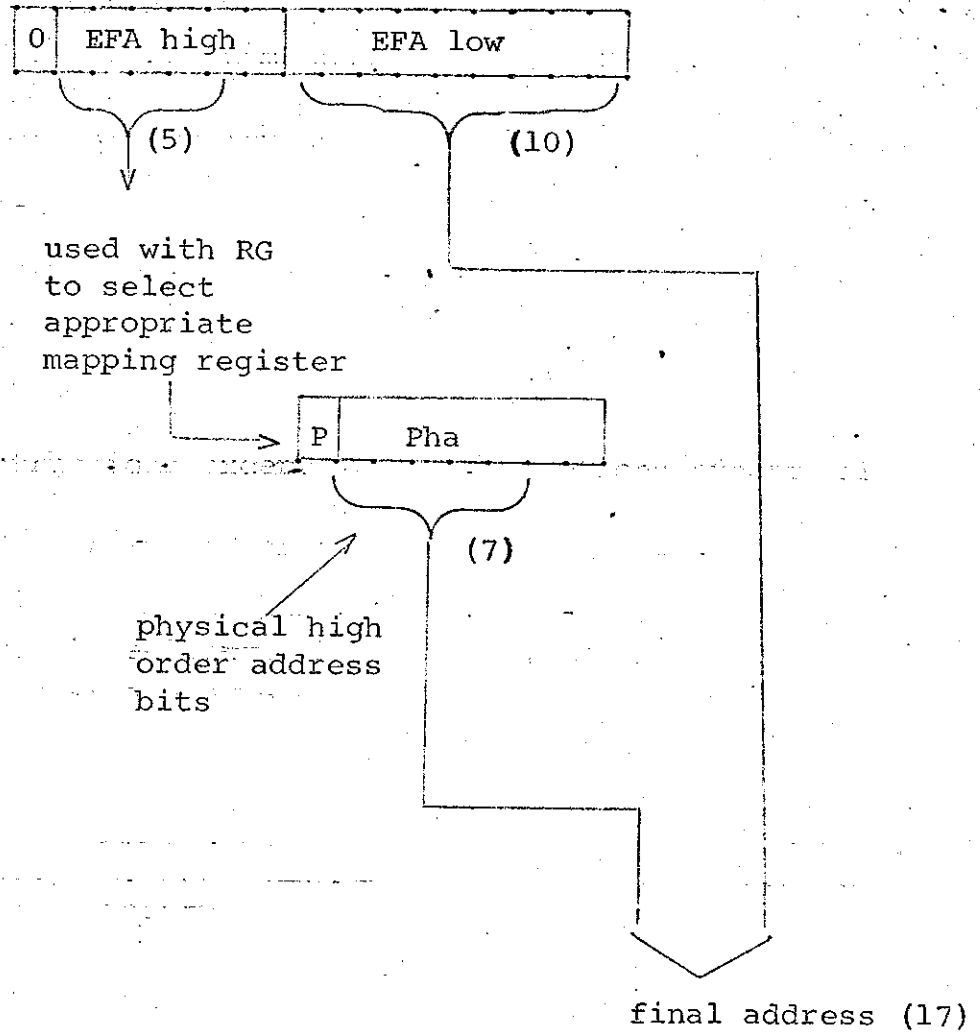 0 EFA high EFA low
(5) (10)
used with RG
to select
appropriate
mapping register
P Pha
(7)
physical high
order address
bits
final address (17)